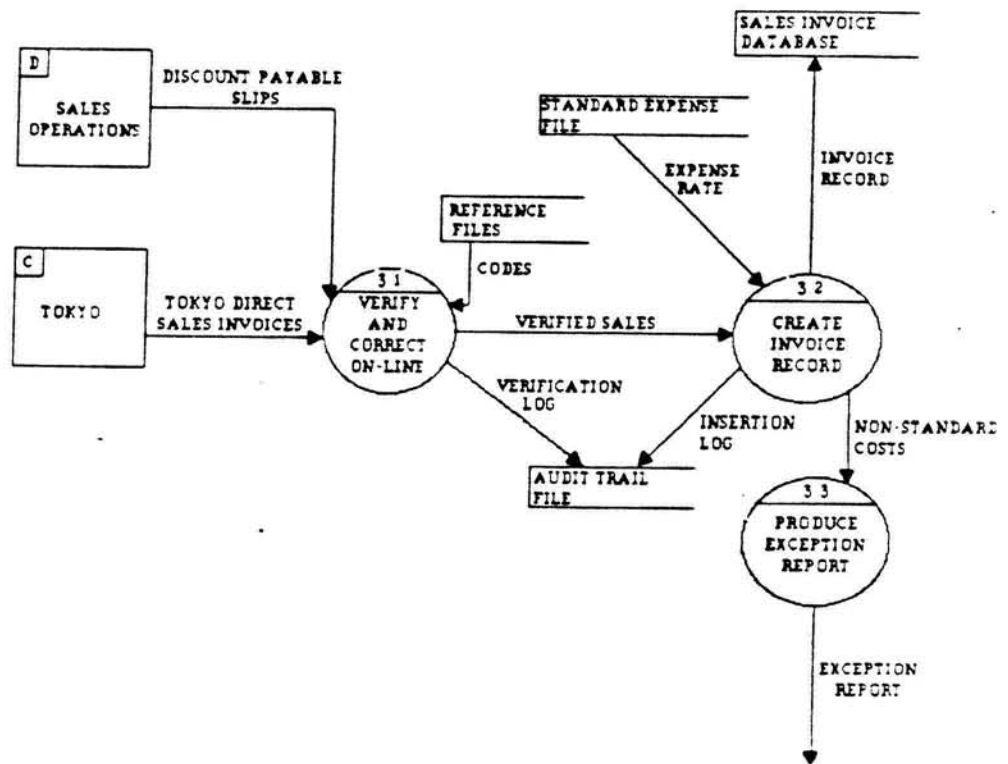 D
SALES
OPERATIONS
DISCOUNT PAYABLE
SLIPS
SALES INVOICE
DATABASE
STANDARD EXPENSE
FILE
EXPENSE
RATE
INVOICE
RECORD
REFERENCE
FILES
CODES
C
TOKYO
TOKYO DIRECT
SALES INVOICES
3 1
VERIFY
AND
CORRECT
ON-LINE
VERIFIED SALES
3 2
CREATE
INVOICE
RECORD
VERIFICATION
LOG
INSERTION
LOG
NON-STANDARD
COSTS
AUDIT TRAIL
FILE
3 3
PRODUCE
EXCEPTION
REPORT
EXCEPTION
REPORT